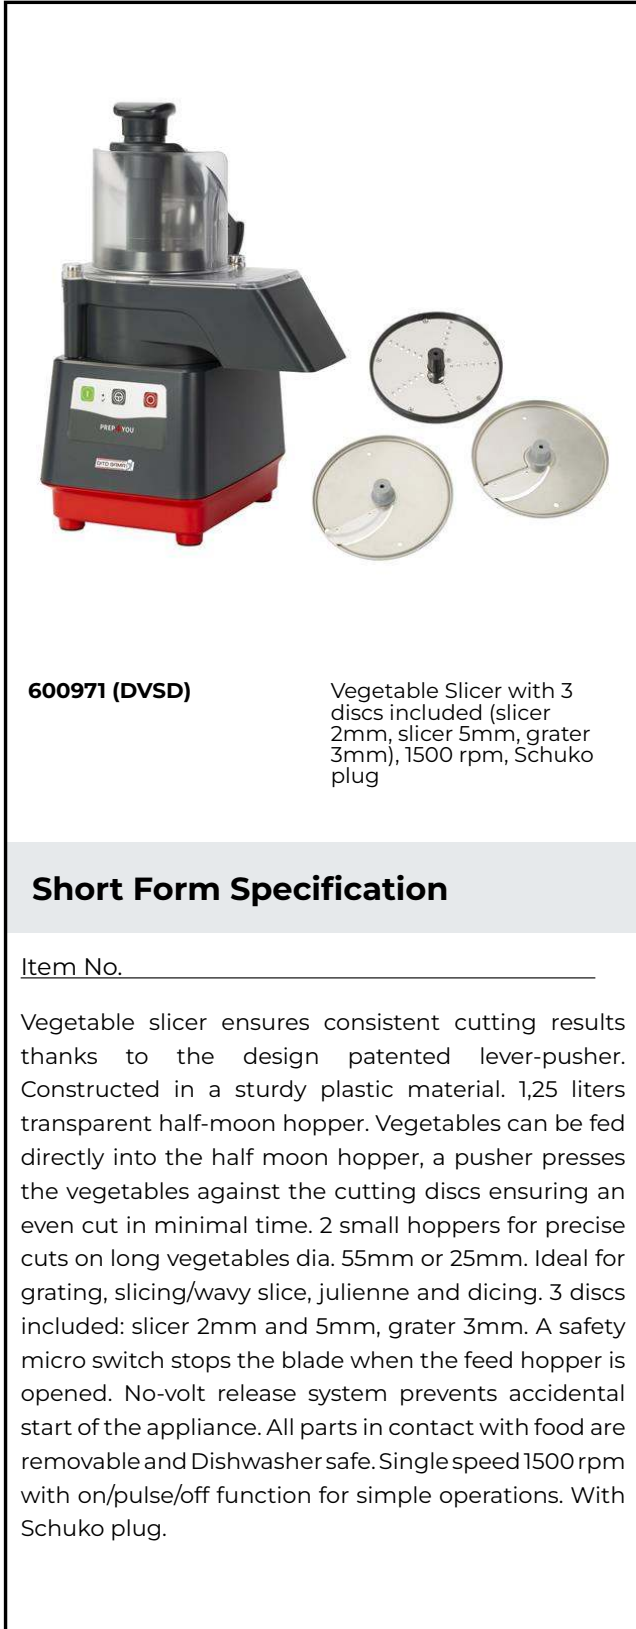 PREP4YOU
DITO SAMA
600971 (DVSD)
Vegetable Slicer with 3
discs included (slicer
2mm, slicer 5mm, grater
3mm), 1500 rpm, Schuko
plug
Short Form Specification
Item No.
Vegetable slicer ensures consistent cutting results
thanks to the design patented lever-pusher.
Constructed in a sturdy plastic material. 1,25 liters
transparent half-moon hopper. Vegetables can be fed
directly into the half moon hopper, a pusher presses
the vegetables against the cutting discs ensuring an
even cut in minimal time. 2 small hoppers for precise
cuts on long vegetables dia. 55mm or 25mm. Ideal for
grating, slicing/wavy slice, julienne and dicing. 3 discs
included: slicer 2mm and 5mm, grater 3mm. A safety
micro switch stops the blade when the feed hopper is
opened. No-volt release system prevents accidental
start of the appliance. All parts in contact with food are
removable and Dishwasher safe. Single speed 1500 rpm
with on/pulse/off function for simple operations. With
Schuko plug.